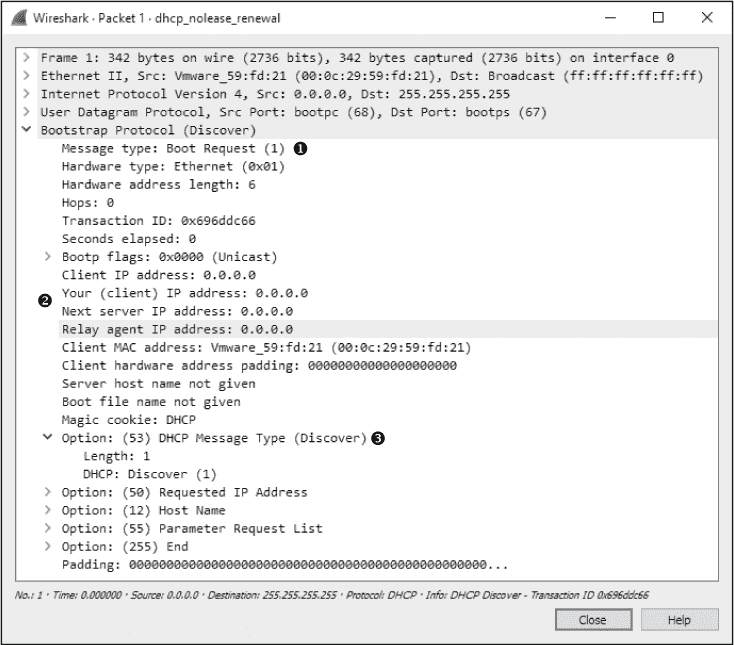 Wireshark · Packet 1 · dhcp_nolease_renewal
Frame 1: 342 bytes on wire (2736 bits), 342 bytes captured (2736 bits) on interface 0
Ethernet II, Src: Vmware_59:fd:21 (00:0c:29:59:fd:21), Dst: Broadcast (ff:ff:ff:ff:ff:ff)
Internet Protocol Version 4, Src: 0.0.0.0, Dst: 255.255.255.255
User Datagram Protocol, Src Port: bootpc (68), Dst Port: bootps (67)
Bootstrap Protocol (Discover)
Message type: Boot Request (1) ❶
Hardware type: Ethernet (0x01)
Hardware address length: 6
Hops: 0
Transaction ID: 0x696ddc66
Seconds elapsed: 0
Bootp flags: 0x0000 (Unicast)
Client IP address: 0.0.0.0
❷ Your (client) IP address: 0.0.0.0
Next server IP address: 0.0.0.0
Relay agent IP address: 0.0.0.0
Client MAC address: Vmware_59:fd:21 (00:0c:29:59:fd:21)
Client hardware address padding: 00000000000000000000
Server host name not given
Boot file name not given
Magic cookie: DHCP
Option: (53) DHCP Message Type (Discover) ❸
Length: 1
DHCP: Discover (1)
Option: (50) Requested IP Address
Option: (12) Host Name
Option: (55) Parameter Request List
Option: (255) End
Padding: 000000000000000000000000000000000000000000000000...
No.: 1 · Time: 0.000000 · Source: 0.0.0.0 · Destination: 255.255.255.255 · Protocol: DHCP · Info: DHCP Discover - Transaction ID 0x696ddc66
Close Help